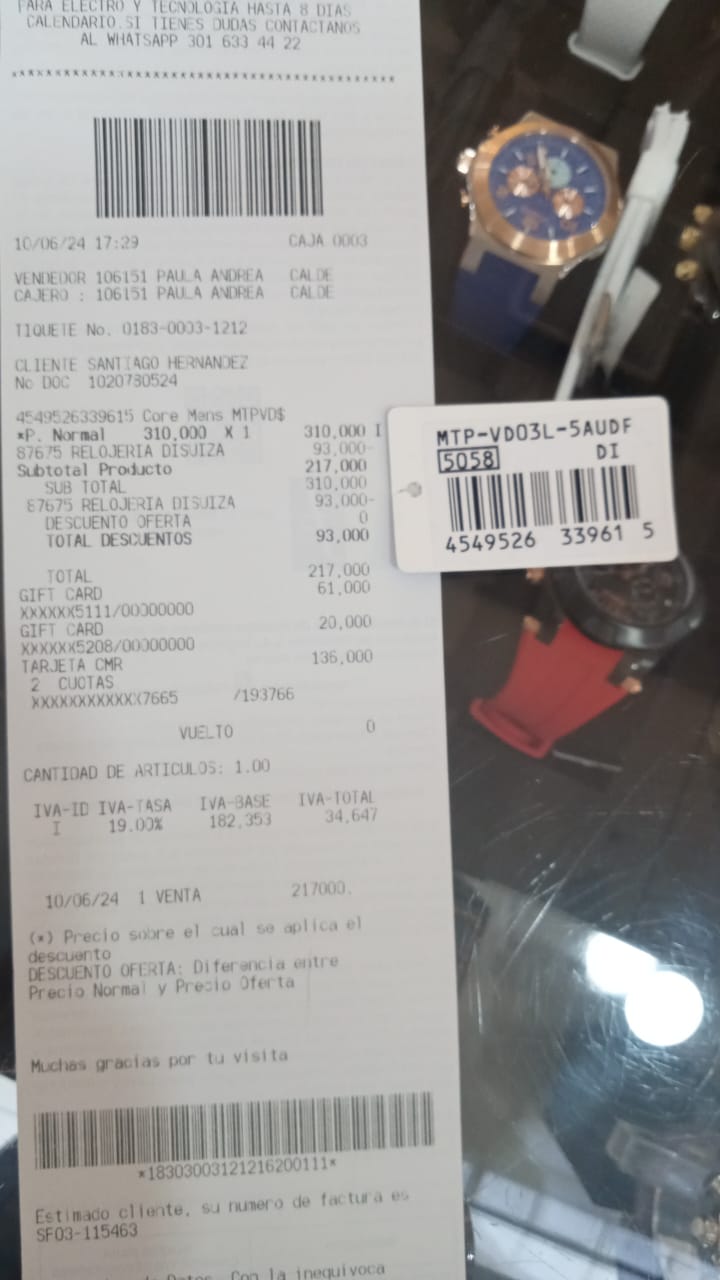 PARA ELECTRO Y TECNOLOGIA HASTA 8 DIAS
CALENDARIO.SI TIENES DUDAS CONTACTANOS
AL WHATSAPP 301 633 44 22
10/06/24 17:29 CAJA 0003
VENDEDOR 106151 PAULA ANDREA CALDE
CAJERO : 106151 PAULA ANDREA CALDE
TIQUETE No. 0183-0003-1212
CLIENTE SANTIAGO HERNANDEZ
No DOC 1020780524
4549526339615 Core Mens MTPVD$
*P. Normal 310,000 X 1 310,000 I
87675 RELOJERIA DISUIZA 93,000-
Subtotal Producto 217,000
SUB TOTAL 310,000
87675 RELOJERIA DISUIZA 93,000-
DESCUENTO OFERTA 0
TOTAL DESCUENTOS 93,000
TOTAL 217,000
GIFT CARD 61,000
XXXXXX5111/00000000
GIFT CARD 20,000
XXXXXX5208/00000000
TARJETA CMR 136,000
2 CUOTAS
XXXXXXXXXXXX7665 /193766
VUELTO 0
CANTIDAD DE ARTICULOS: 1.00
IVA-ID IVA-TASA IVA-BASE IVA-TOTAL
I 19.00% 182,353 34,647
10/06/24 1 VENTA 217000.
(*) Precio sobre el cual se aplica el
descuento
DESCUENTO OFERTA: Diferencia entre
Precio Normal y Precio Oferta
Muchas gracias por tu visita
*18303003121216200111*
Estimado cliente, su numero de factura es
SF03-115463
de Datos. Con la inequivoca
MTP-VD03L-5AUDF
5058 DI
4549526 33961 5